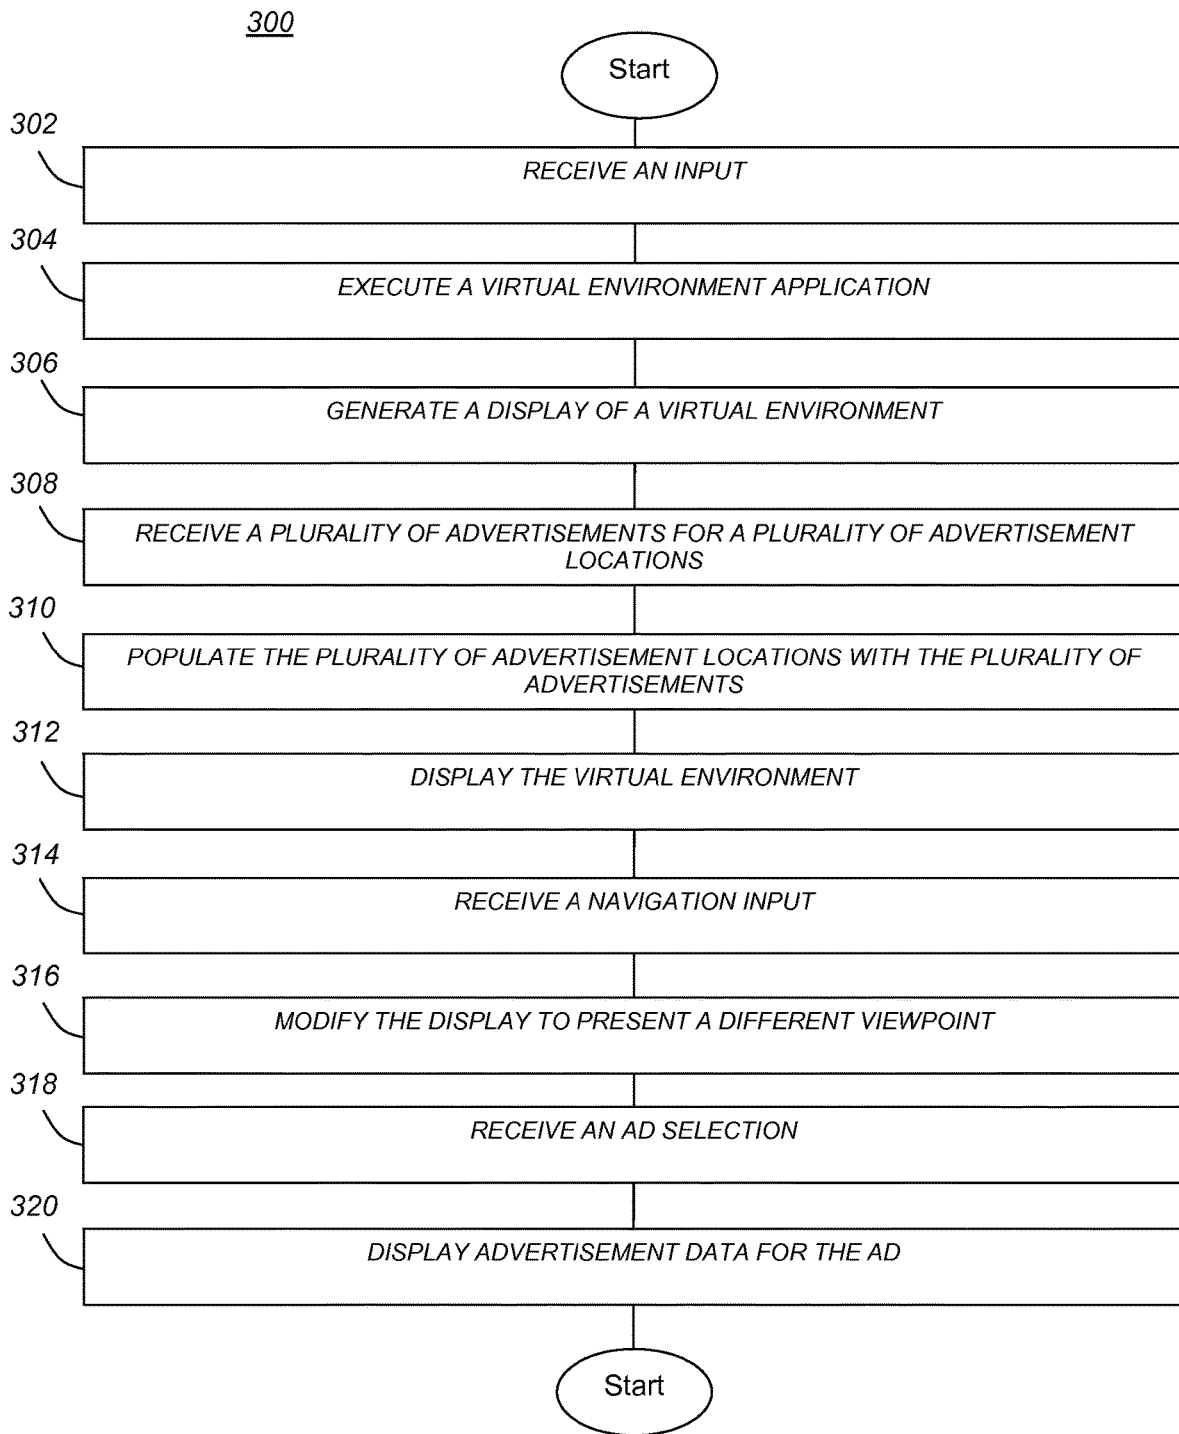 300
Start
302
RECEIVE AN INPUT
304
EXECUTE A VIRTUAL ENVIRONMENT APPLICATION
306
GENERATE A DISPLAY OF A VIRTUAL ENVIRONMENT
308
RECEIVE A PLURALITY OF ADVERTISEMENTS FOR A PLURALITY OF ADVERTISEMENT
LOCATIONS
310
POPULATE THE PLURALITY OF ADVERTISEMENT LOCATIONS WITH THE PLURALITY OF
ADVERTISEMENTS
312
DISPLAY THE VIRTUAL ENVIRONMENT
314
RECEIVE A NAVIGATION INPUT
316
MODIFY THE DISPLAY TO PRESENT A DIFFERENT VIEWPOINT
318
RECEIVE AN AD SELECTION
320
DISPLAY ADVERTISEMENT DATA FOR THE AD
Start